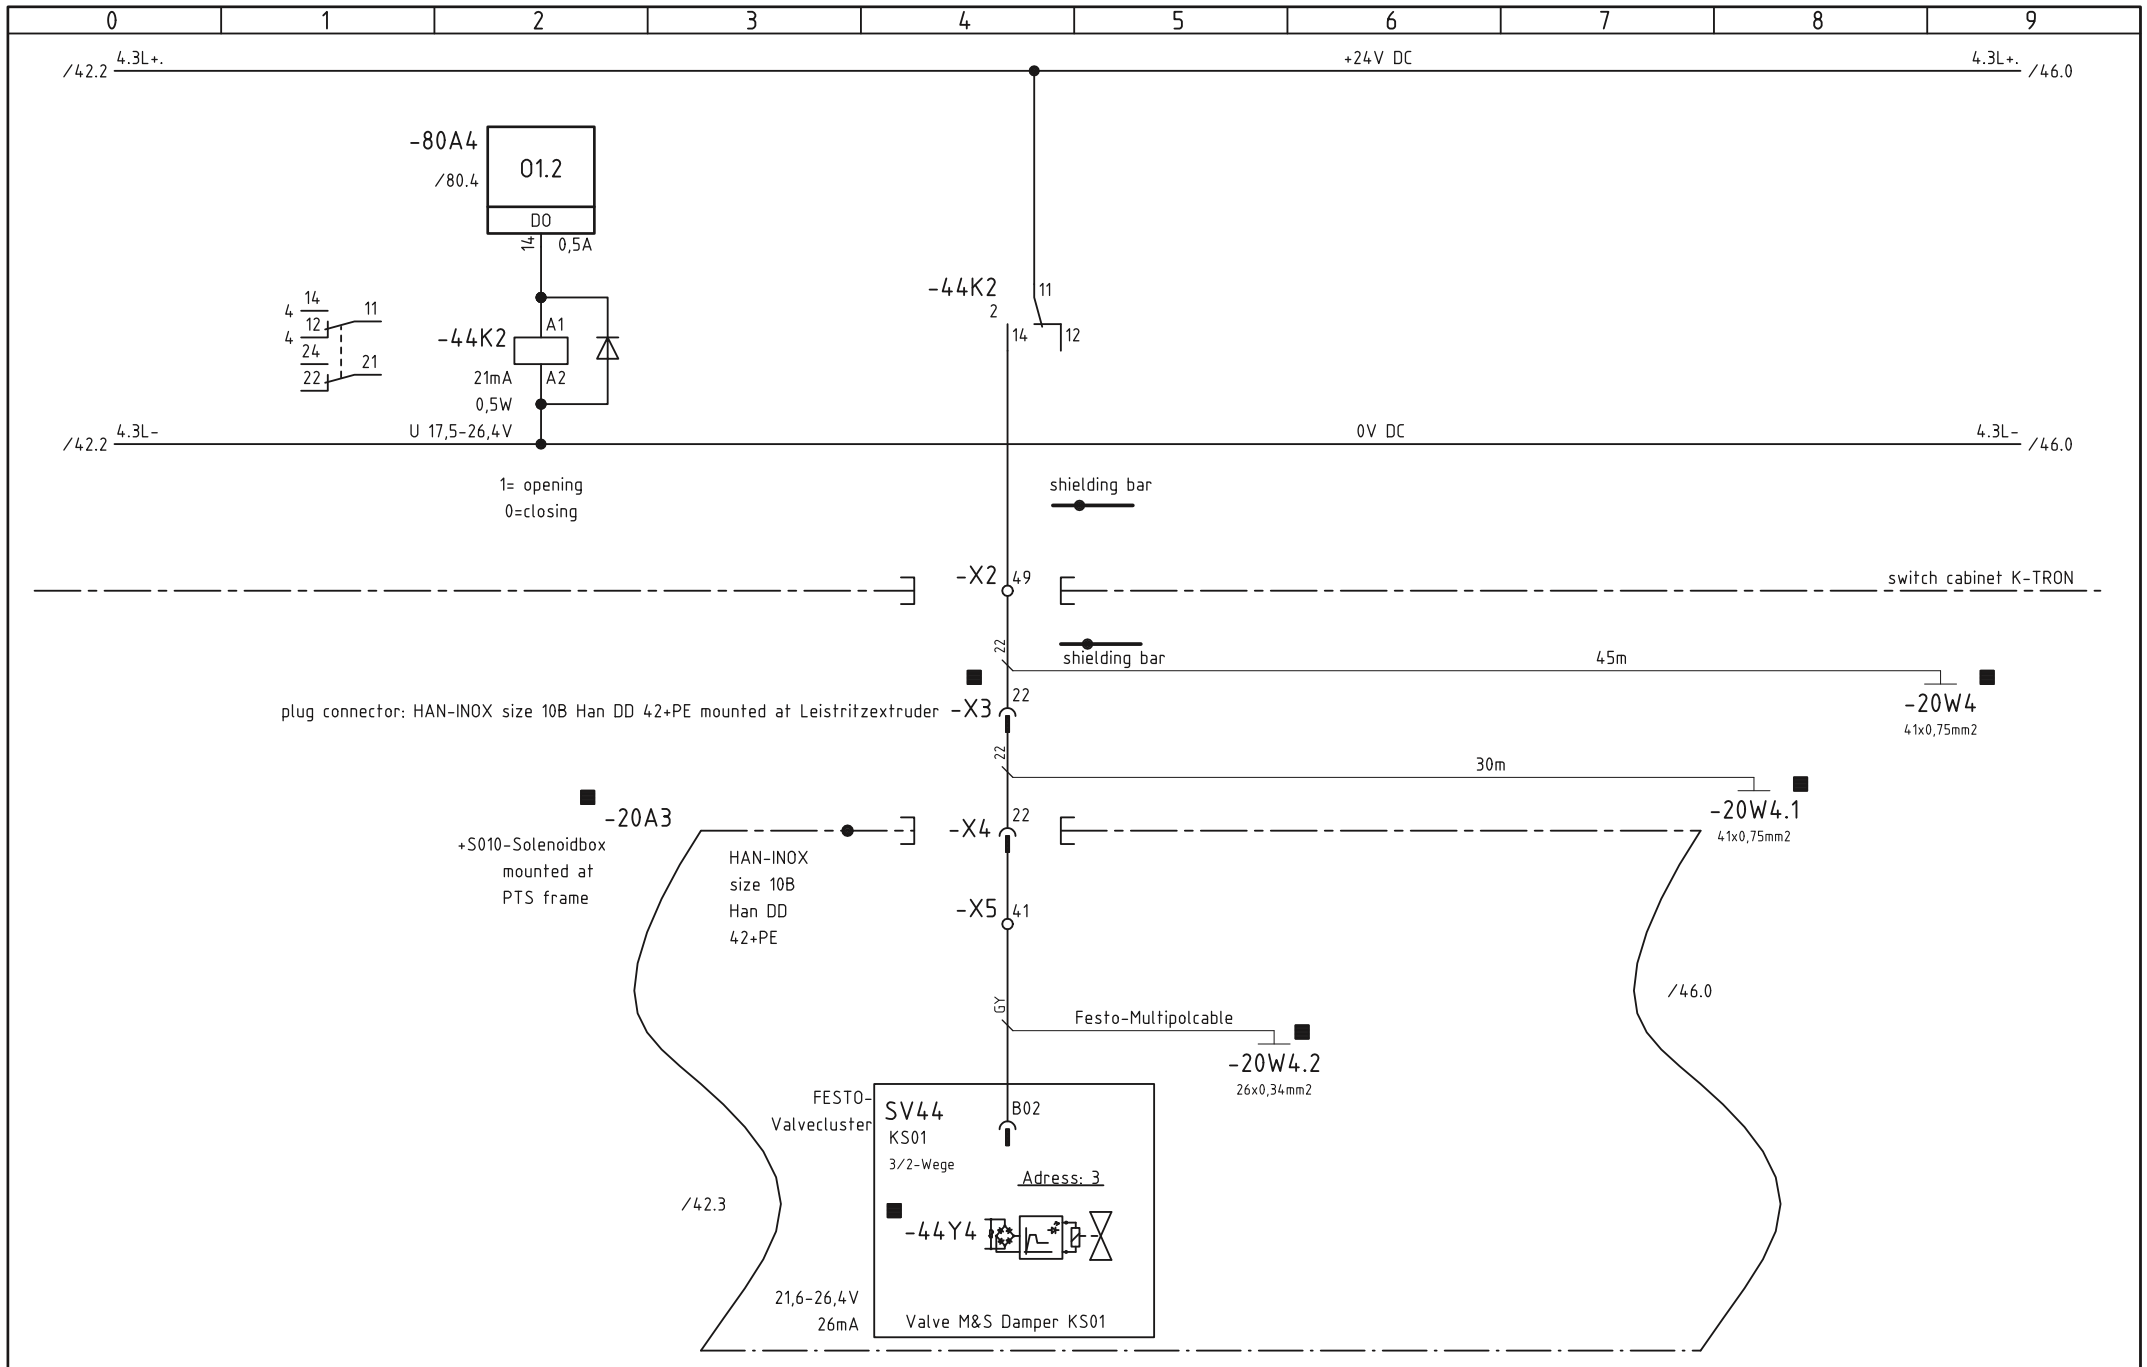 0 1 2 3 4 5 6 7 8 9
/42.2 4.3L+. +24V DC 4.3L+. /46.0
-80A4
/80.4
O1.2
DO
14 0,5A
-44K2
2
11
14 12
4 14 11
4 12
24 21
22
-44K2
A1
A2
21mA
0,5W
U 17,5-26,4V
/42.2 4.3L- 0V DC 4.3L- /46.0
1= opening
0=closing
shielding bar
-X2 49
switch cabinet K-TRON
22
shielding bar
45m
-20W4
41x0,75mm2
plug connector: HAN-INOX size 10B Han DD 42+PE mounted at Leistritzextruder -X3 22
22
30m
-20W4.1
41x0,75mm2
-20A3
+S010-Solenoidbox
mounted at
PTS frame
-X4 22
HAN-INOX
size 10B
Han DD
42+PE
-X5 41
/46.0
GY
Festo-Multipolcable
-20W4.2
26x0,34mm2
FESTO-
Valvecluster
SV44
KS01
3/2-Wege
B02
Adress: 3
/42.3
-44Y4
21,6-26,4V
26mA
Valve M&S Damper KS01